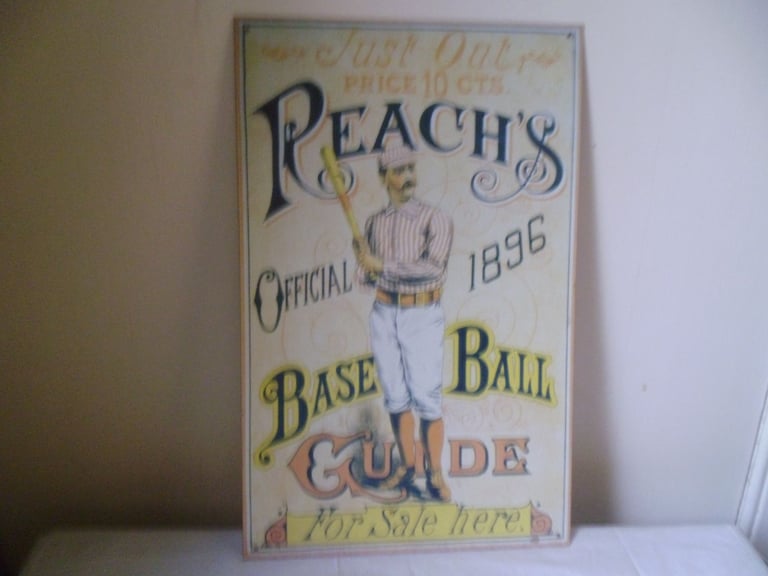 Just Out,
PRICE 10 CTS.
REACH'S
OFFICIAL 1896
BASE BALL
GUIDE
For Sale here.